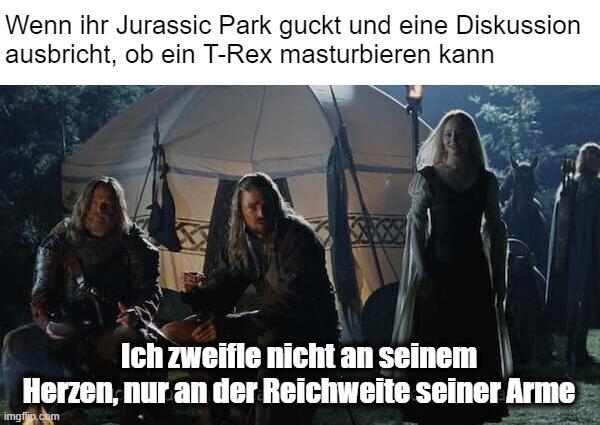 Wenn ihr Jurassic Park guckt und eine Diskussion
ausbricht, ob ein T-Rex masturbieren kann
Ich zweifle nicht an seinem
Herzen, nur an der Reichweite seiner Arme
imgflip.com